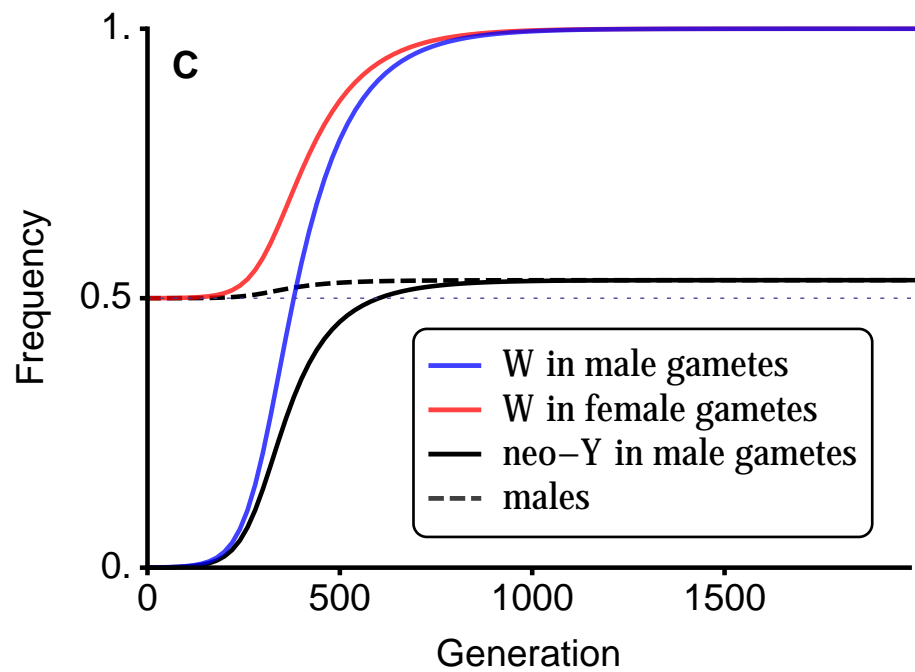 1.
C
0.5
0.
Frequency
W in male gametes
W in female gametes
neo−Y in male gametes
males
0
500
1000
1500
Generation